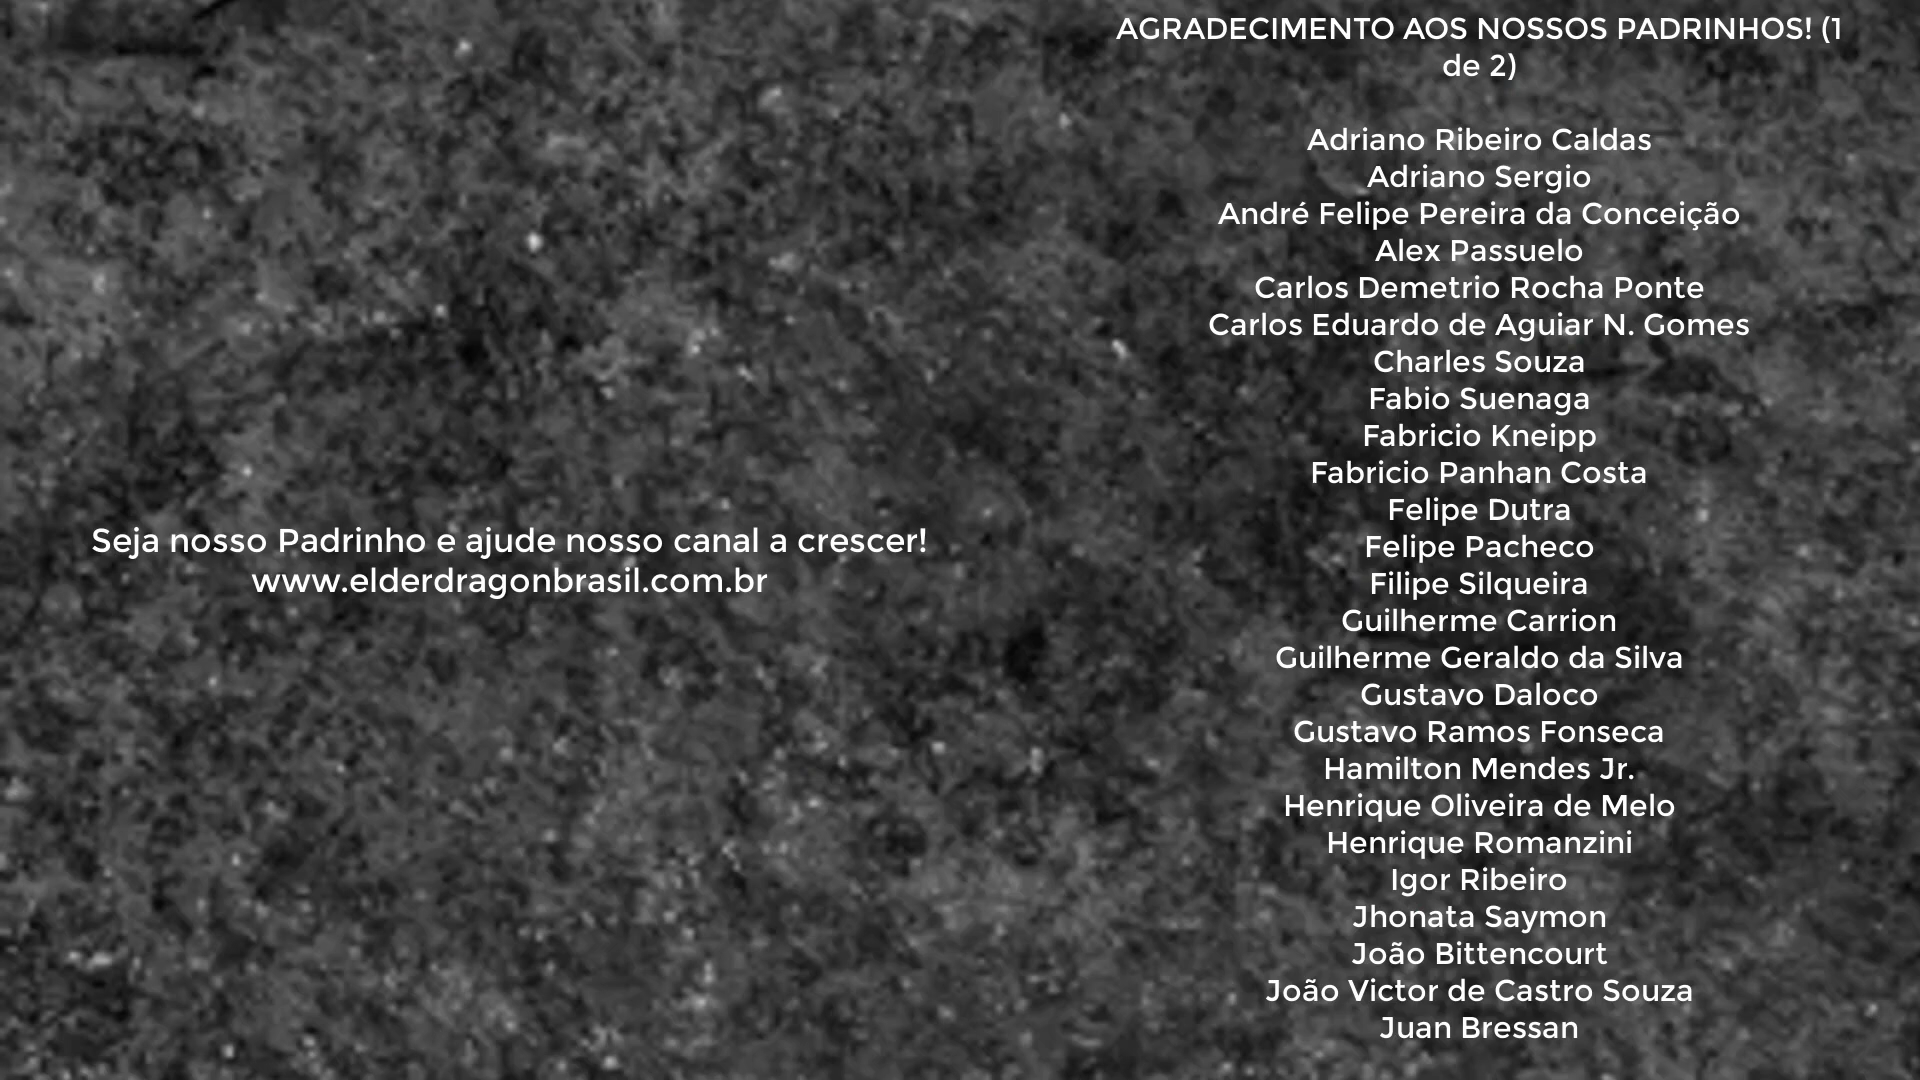 Seja nosso Padrinho e ajude nosso canal a crescer!
www.elderdragonbrasil.com.br
AGRADECIMENTO AOS NOSSOS PADRINHOS! (1
de 2)
Adriano Ribeiro Caldas
Adriano Sergio
André Felipe Pereira da Conceição
Alex Passuelo
Carlos Demetrio Rocha Ponte
Carlos Eduardo de Aguiar N. Gomes
Charles Souza
Fabio Suenaga
Fabricio Kneipp
Fabricio Panhan Costa
Felipe Dutra
Felipe Pacheco
Filipe Silqueira
Guilherme Carrion
Guilherme Geraldo da Silva
Gustavo Daloco
Gustavo Ramos Fonseca
Hamilton Mendes Jr.
Henrique Oliveira de Melo
Henrique Romanzini
Igor Ribeiro
Jhonata Saymon
João Bittencourt
João Victor de Castro Souza
Juan Bressan